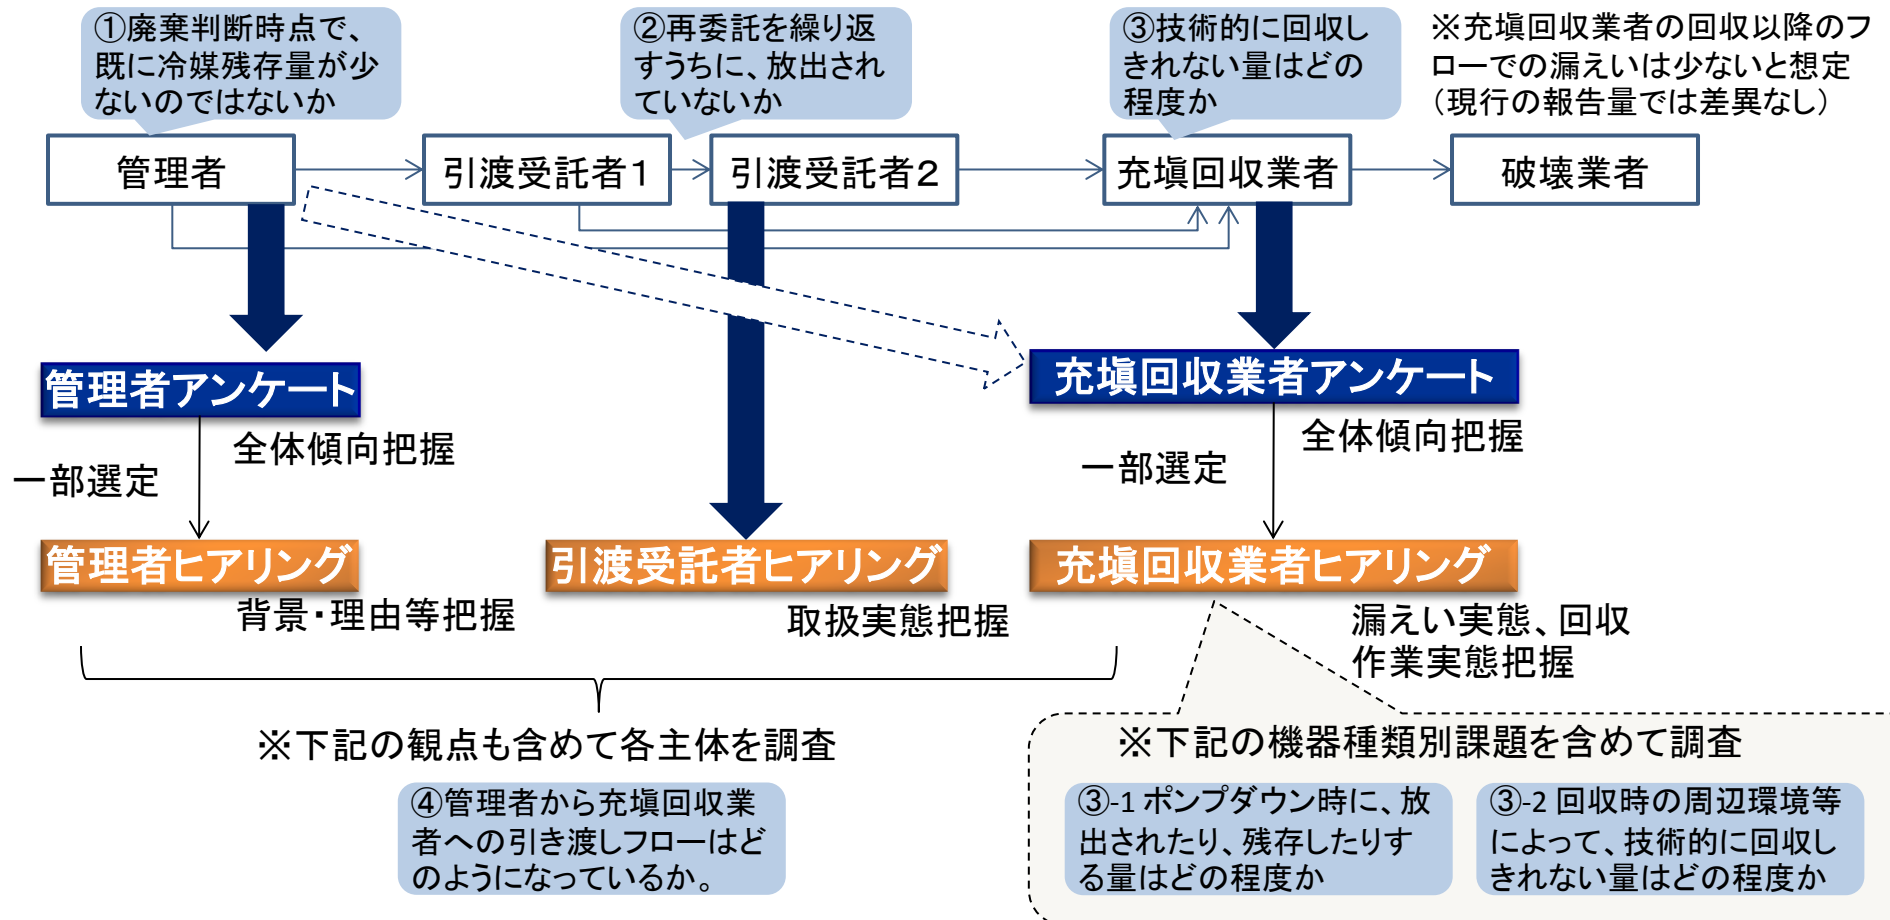 ①廃棄判断時点で、
既に冷媒残存量が少
ないのではないか
②再委託を繰り返
すうちに、放出され
ていないか
③技術的に回収し
きれない量はどの
程度か
※充塡回収業者の回収以降のフ
ローでの漏えいは少ないと想定
（現行の報告量では差異なし）
管理者
引渡受託者１
引渡受託者２
充塡回収業者
破壊業者
管理者アンケート
充塡回収業者アンケート
全体傾向把握
一部選定
全体傾向把握
一部選定
管理者ヒアリング
引渡受託者ヒアリング
充塡回収業者ヒアリング
背景・理由等把握
取扱実態把握
漏えい実態、回収
作業実態把握
※下記の観点も含めて各主体を調査
④管理者から充塡回収業
者への引き渡しフローはど
のようになっているか。
※下記の機器種類別課題を含めて調査
③-1 ポンプダウン時に、放
出されたり、残存したりす
る量はどの程度か
③-2 回収時の周辺環境等
によって、技術的に回収し
きれない量はどの程度か